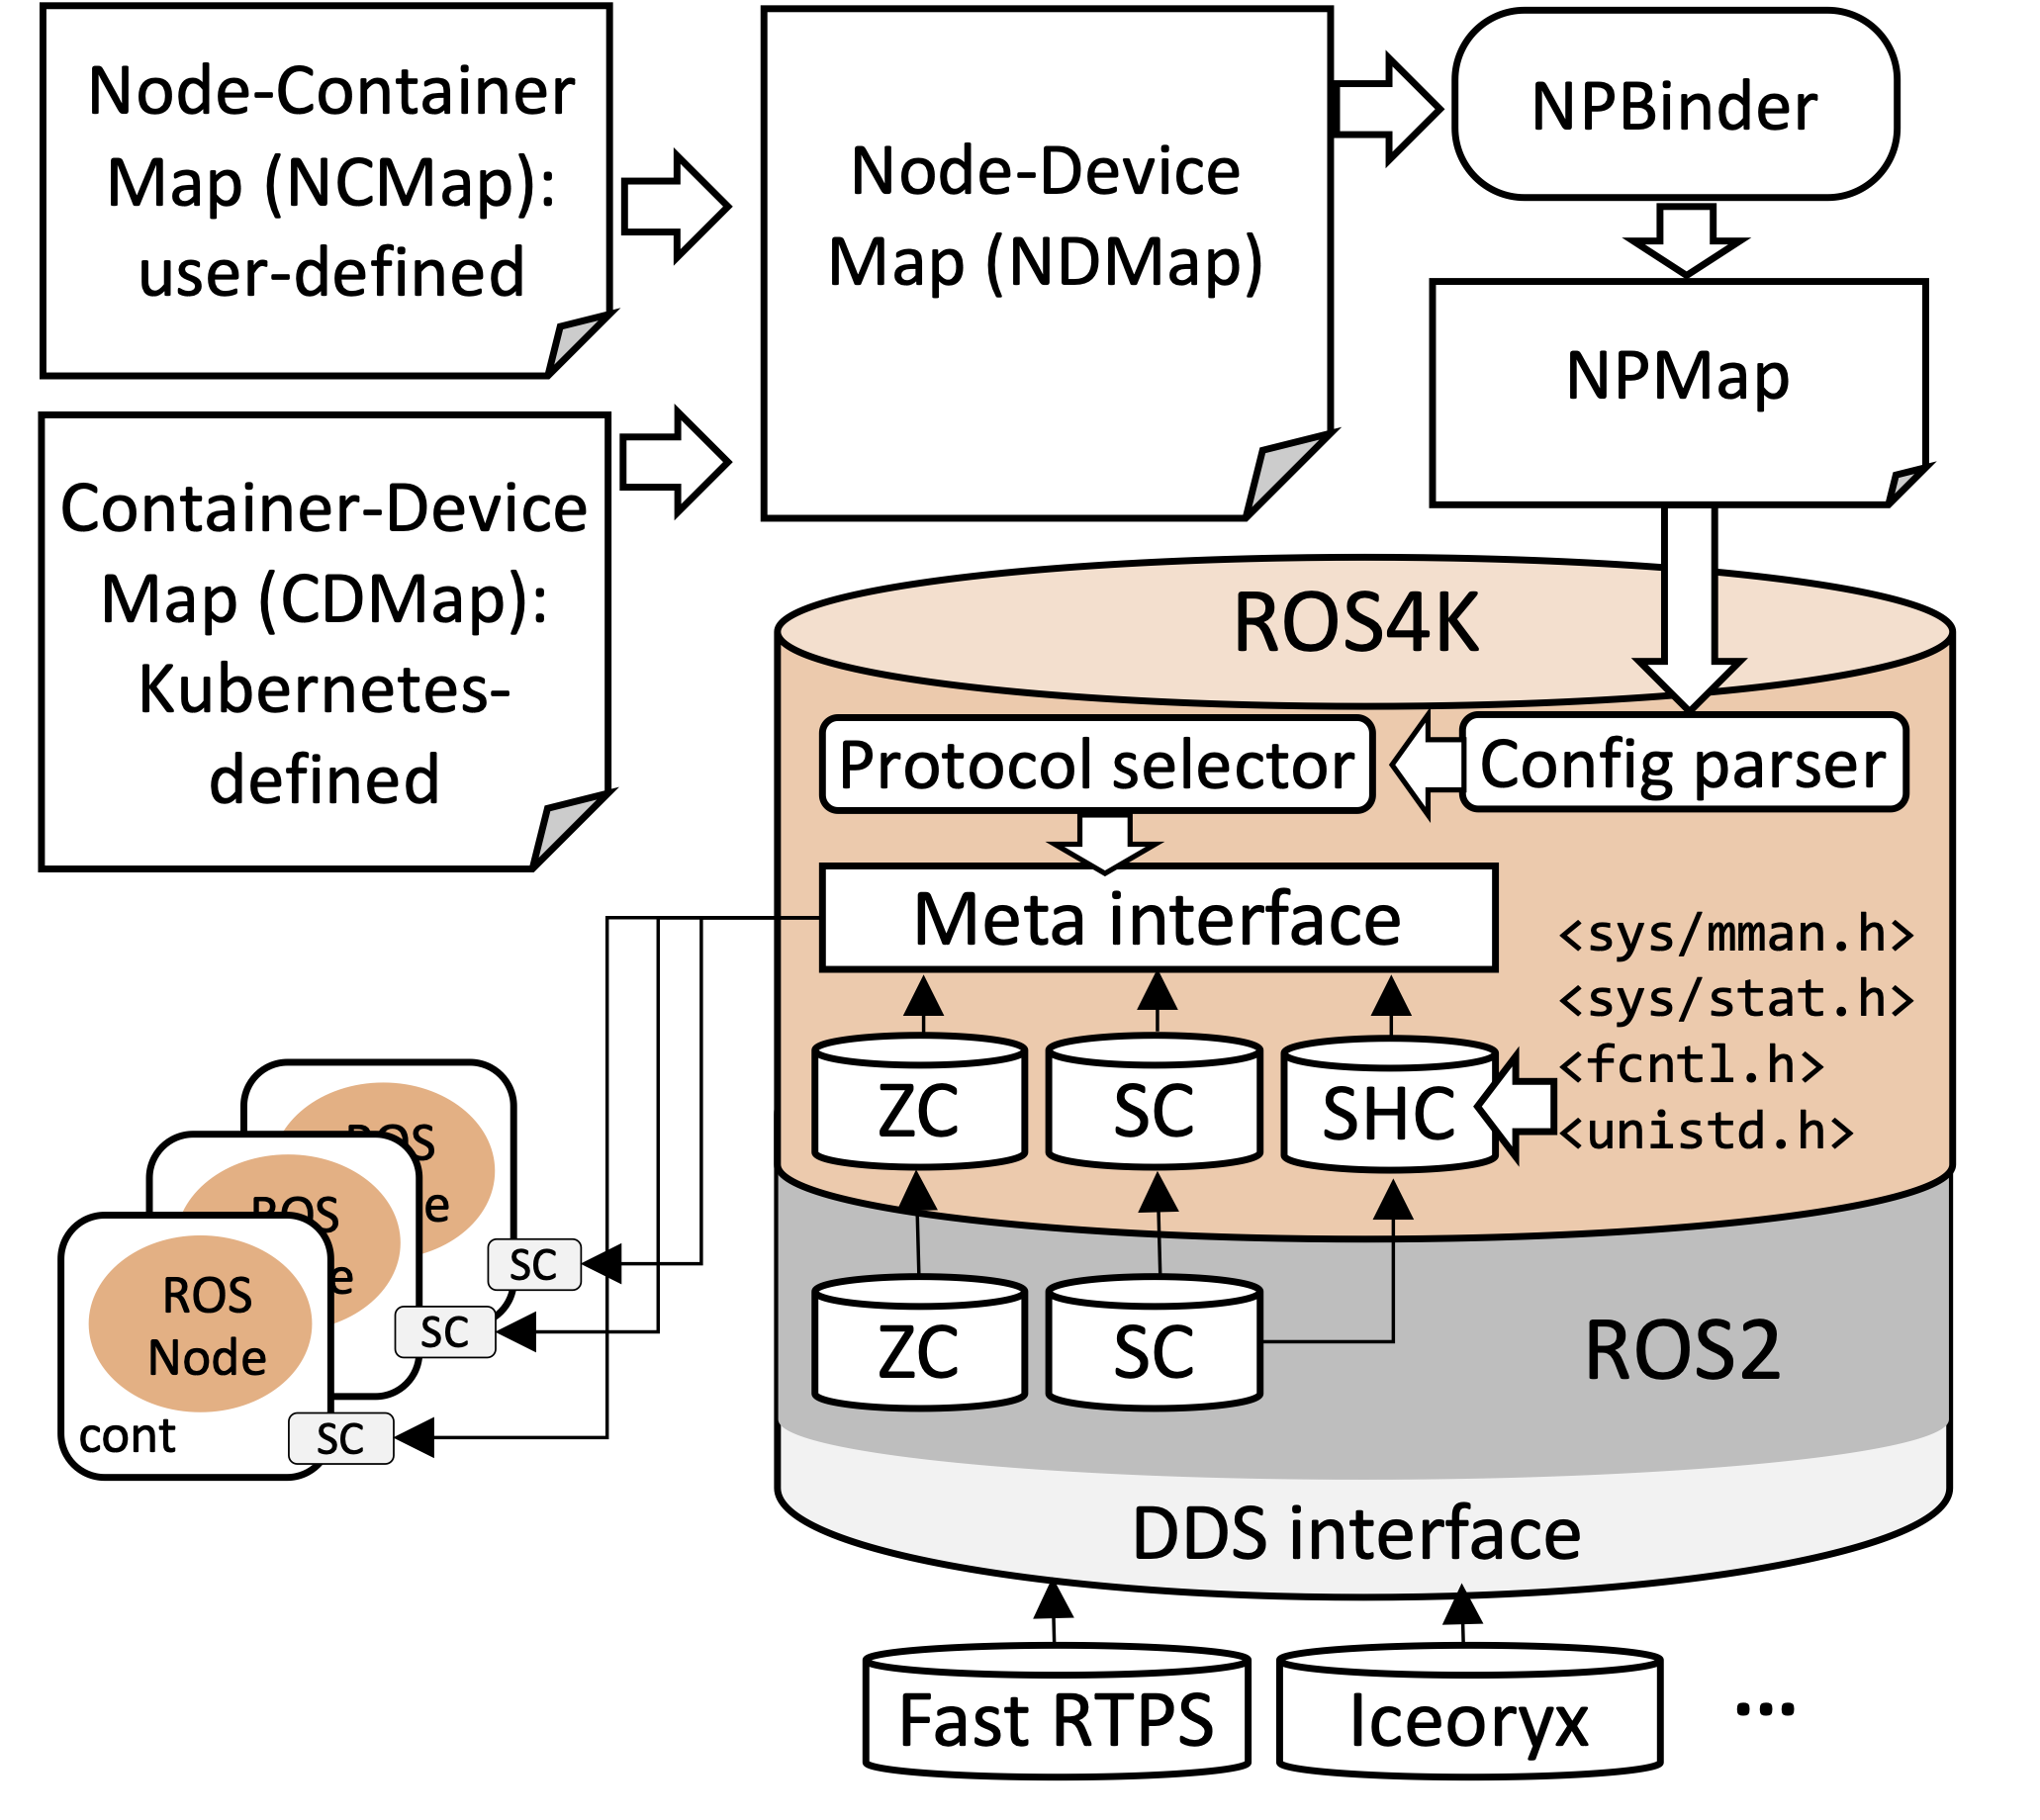 Node-Container
Map (NCMap):
user-defined
Node-Device
Map (NDMap)
NPBinder
NPMap
Container-Device
Map (CDMap):
Kubernetes-
defined
ROS4K
Protocol selector
Config parser
Meta interface
<sys/mman.h>
<sys/stat.h>
<fcntl.h>
<unistd.h>
ZC
SC
SHC
ROS
e
SC
ROS
e
SC
ROS
Node
cont
SC
ZC
SC
ROS2
DDS interface
Fast RTPS
Iceoryx
...